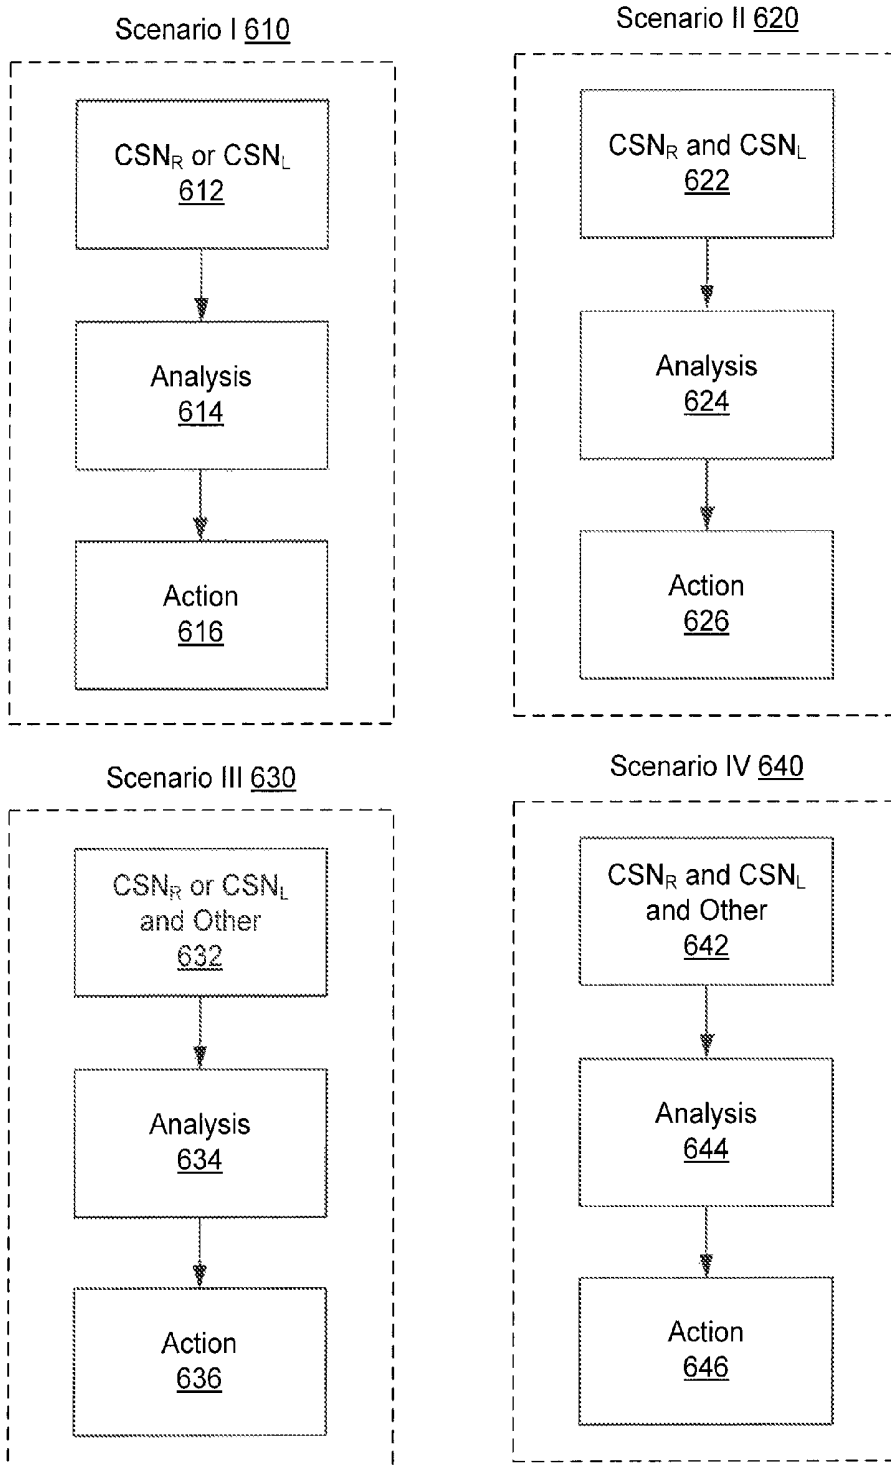 Scenario I 610
CSNR or CSNL
612
Analysis
614
Action
616
Scenario II 620
CSNR and CSNL
622
Analysis
624
Action
626
Scenario III 630
CSNR or CSNL
and Other
632
Analysis
634
Action
636
Scenario IV 640
CSNR and CSNL
and Other
642
Analysis
644
Action
646